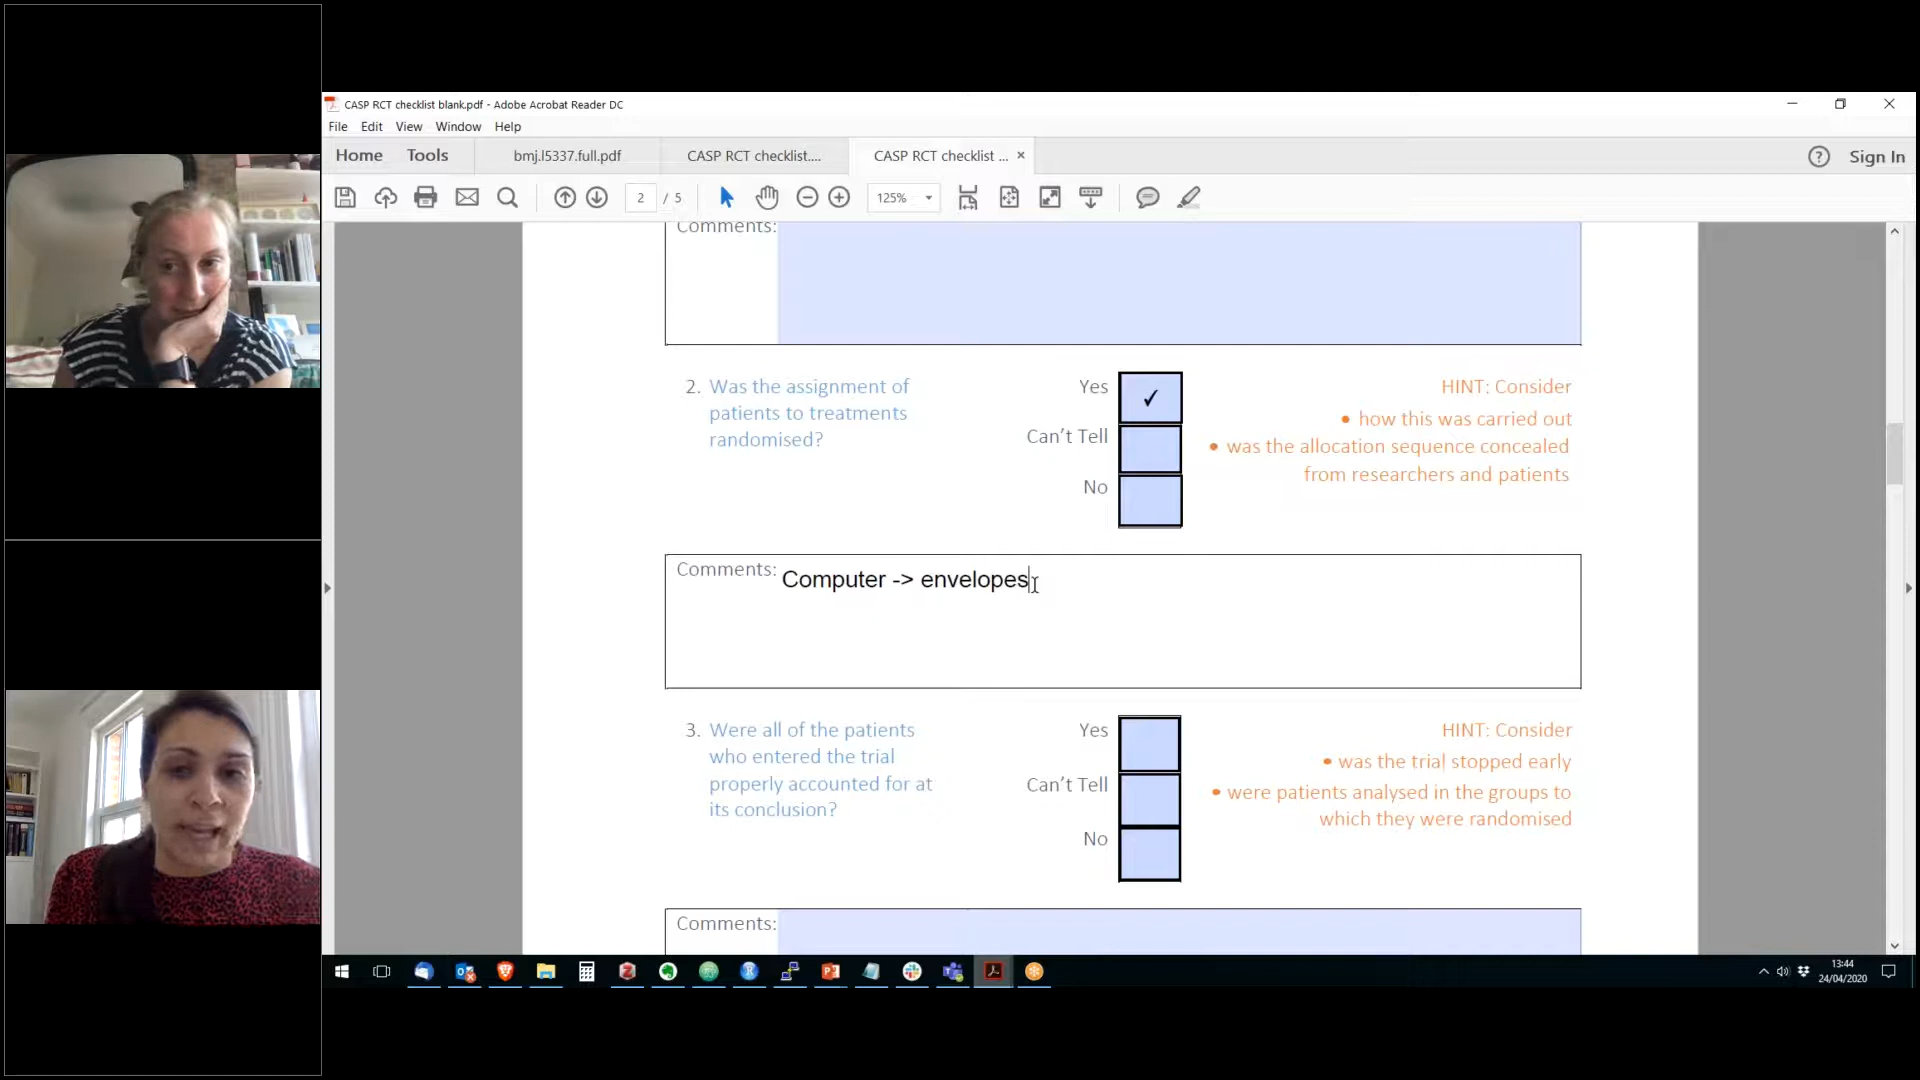 CASP RCT checklist blank.pdf - Adobe Acrobat Reader DC
File Edit View Window Help
Home Tools bmj.l5337.full.pdf CASP RCT checklist.... CASP RCT checklist ... × ? Sign In
2 / 5 125%
Comments:
2. Was the assignment of
patients to treatments
randomised?
Yes ✓
Can't Tell
No
HINT: Consider
• how this was carried out
• was the allocation sequence concealed
from researchers and patients
Comments: Computer -> envelopes
3. Were all of the patients
who entered the trial
properly accounted for at
its conclusion?
Yes
Can't Tell
No
HINT: Consider
• was the trial stopped early
• were patients analysed in the groups to
which they were randomised
Comments:
13:44
24/04/2020